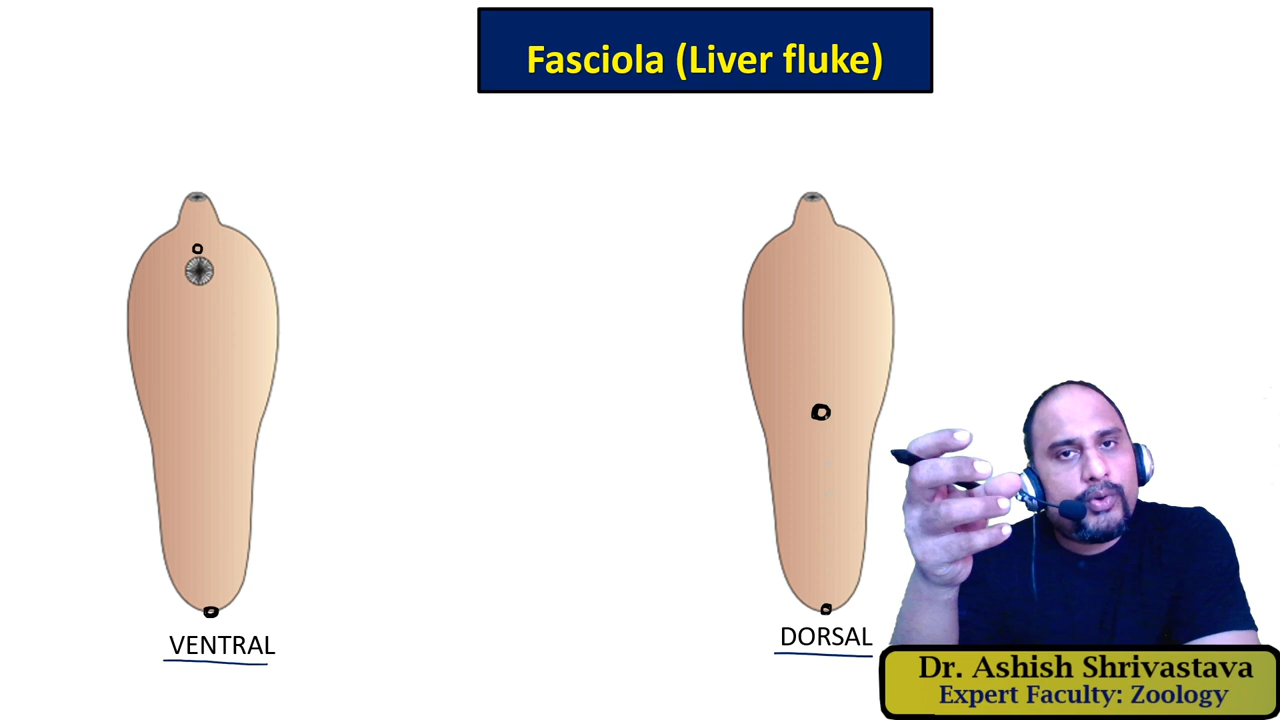 Fasciola (Liver fluke)
VENTRAL
DORSAL
Dr. Ashish Shrivastava
Expert Faculty: Zoology